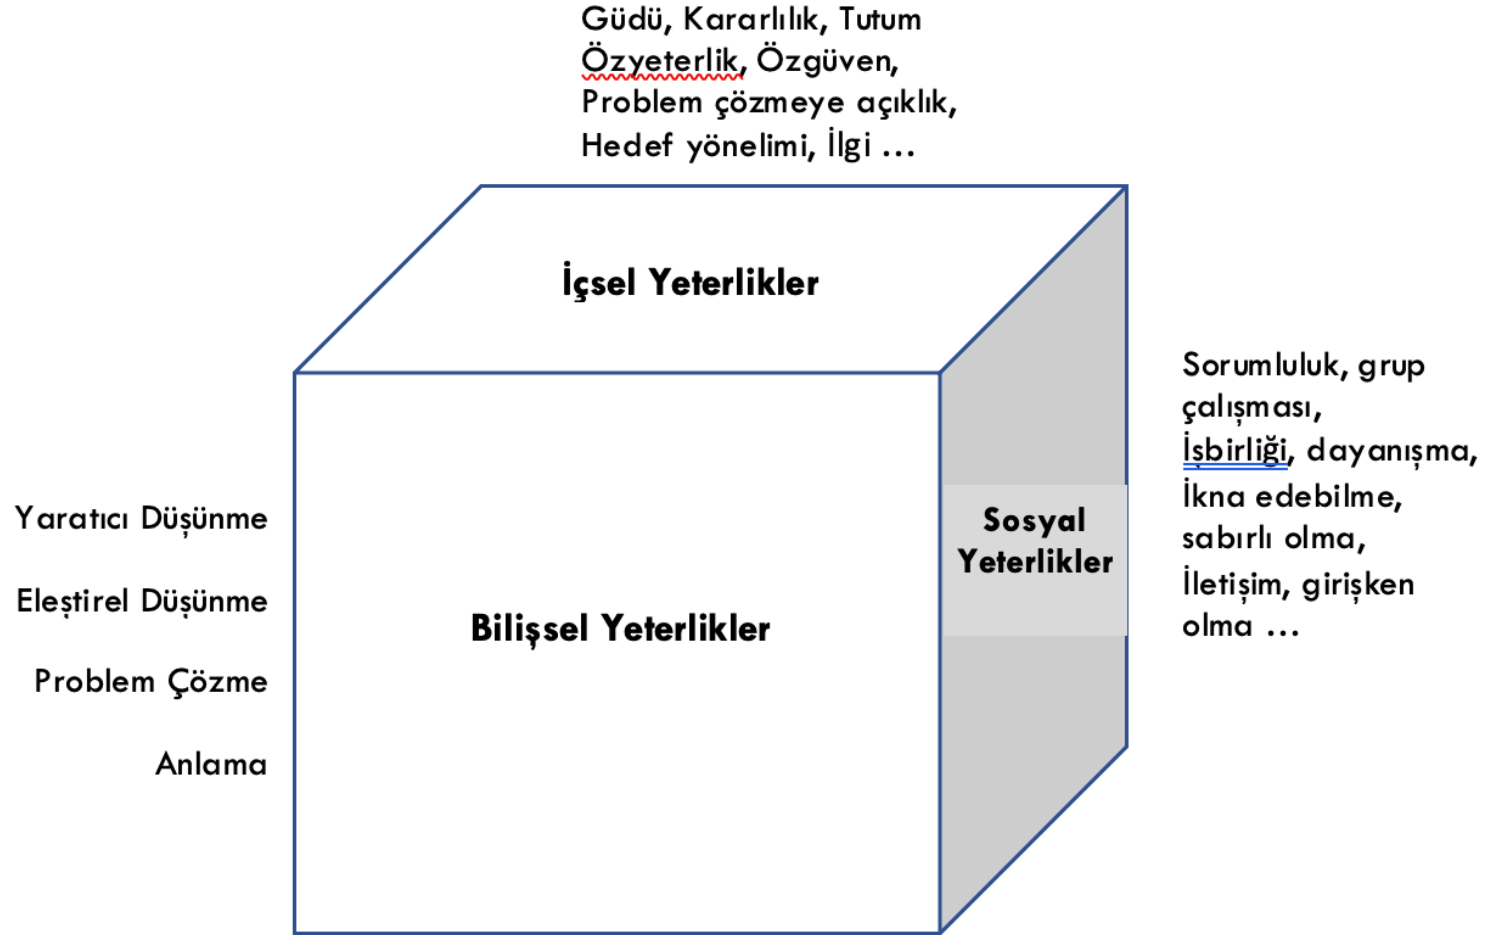 Güdü, Kararlılık, Tutum
Özyeterlik, Özgüven,
Problem çözmeye açıklık,
Hedef yönelimi, İlgi ...
İçsel Yeterlikler
Sorumluluk, grup
çalışması,
İşbirliği, dayanışma,
İkna edebilme,
sabırlı olma,
İletişim, girişken
olma ...
Sosyal
Yeterlikler
Yaratıcı Düşünme
Eleştirel Düşünme
Problem Çözme
Anlama
Bilişsel Yeterlikler